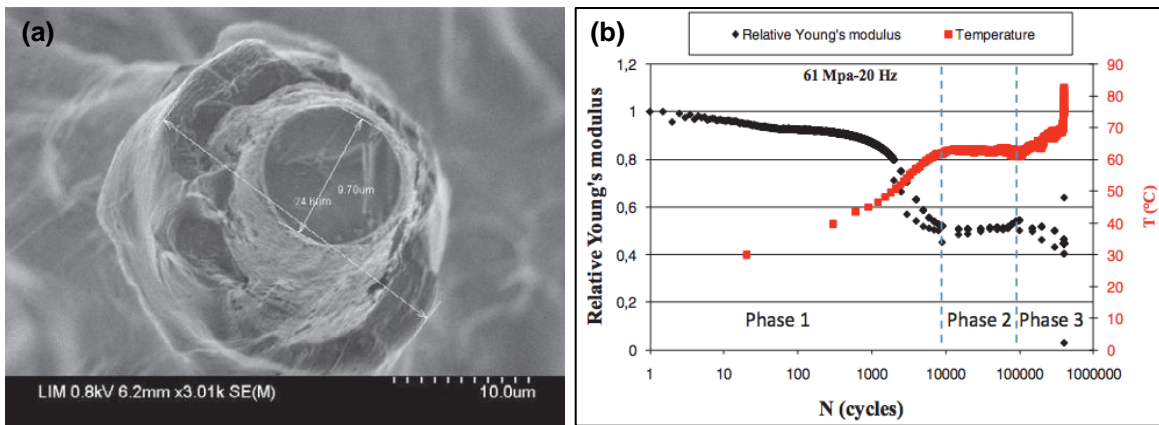 (a)
9.70um
24.6um
LIM 0.8kV 6.2mm x3.01k SE(M)
10.0um
(b)
Relative Young's modulus
Temperature
61 Mpa-20 Hz
Relative Young's modulus
1,2
1
0,8
0,6
0,4
0,2
0
90
80
70
60
50
40
30
20
10
0
T (°C)
Phase 1
Phase 2
Phase 3
1 10 100 1000 10000 100000 1000000
N (cycles)